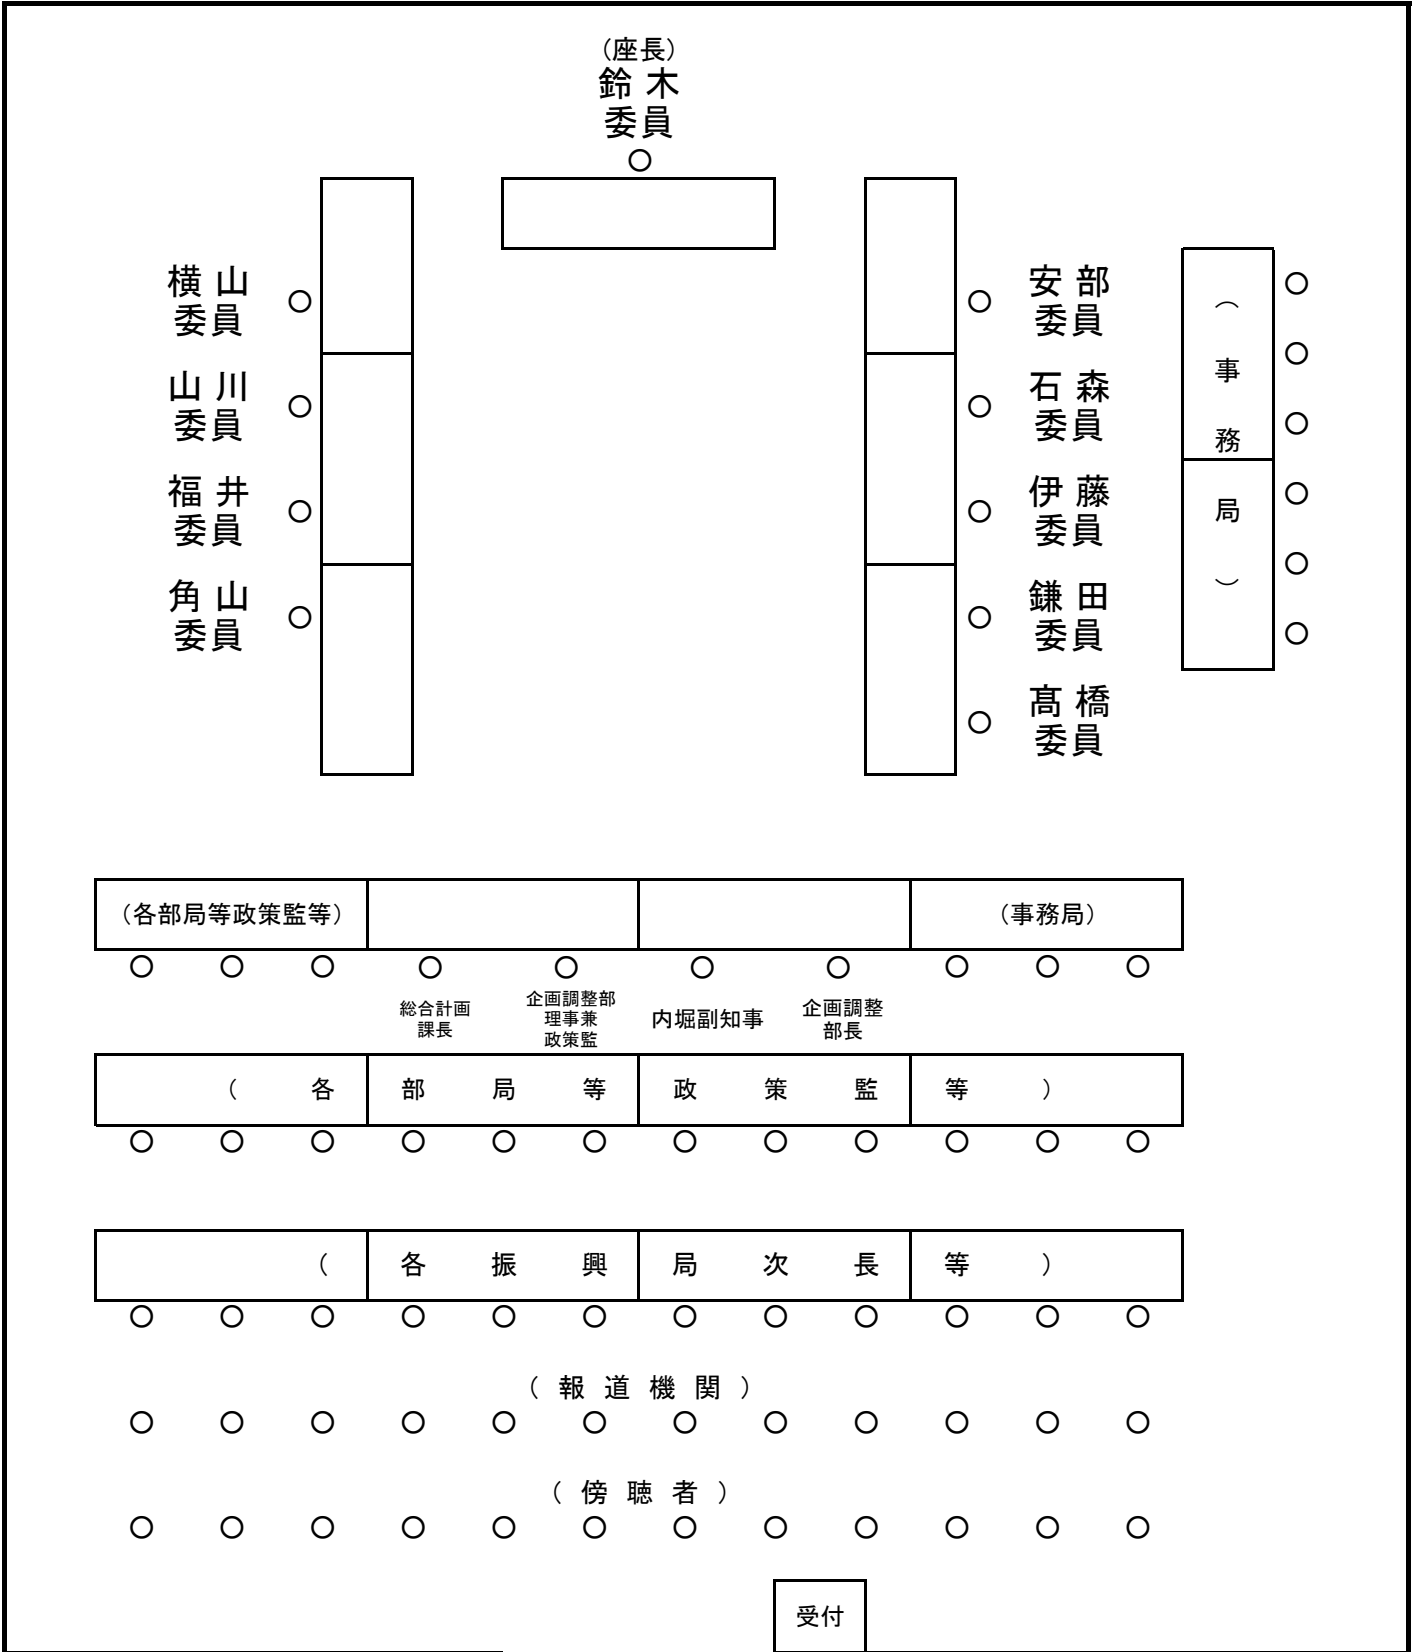 （座長）
鈴木
委員
横山
委員
山川
委員
福井
委員
角山
委員
安部
委員
石森
委員
伊藤
委員
鎌田
委員
髙橋
委員
（事務局）
（各部局等政策監等）
（事務局）
総合計画
課長
企画調整部
理事兼
政策監
内堀副知事
企画調整
部長
（各部局等政策監等）
（各振興局次長等）
（報道機関）
（傍聴者）
受付